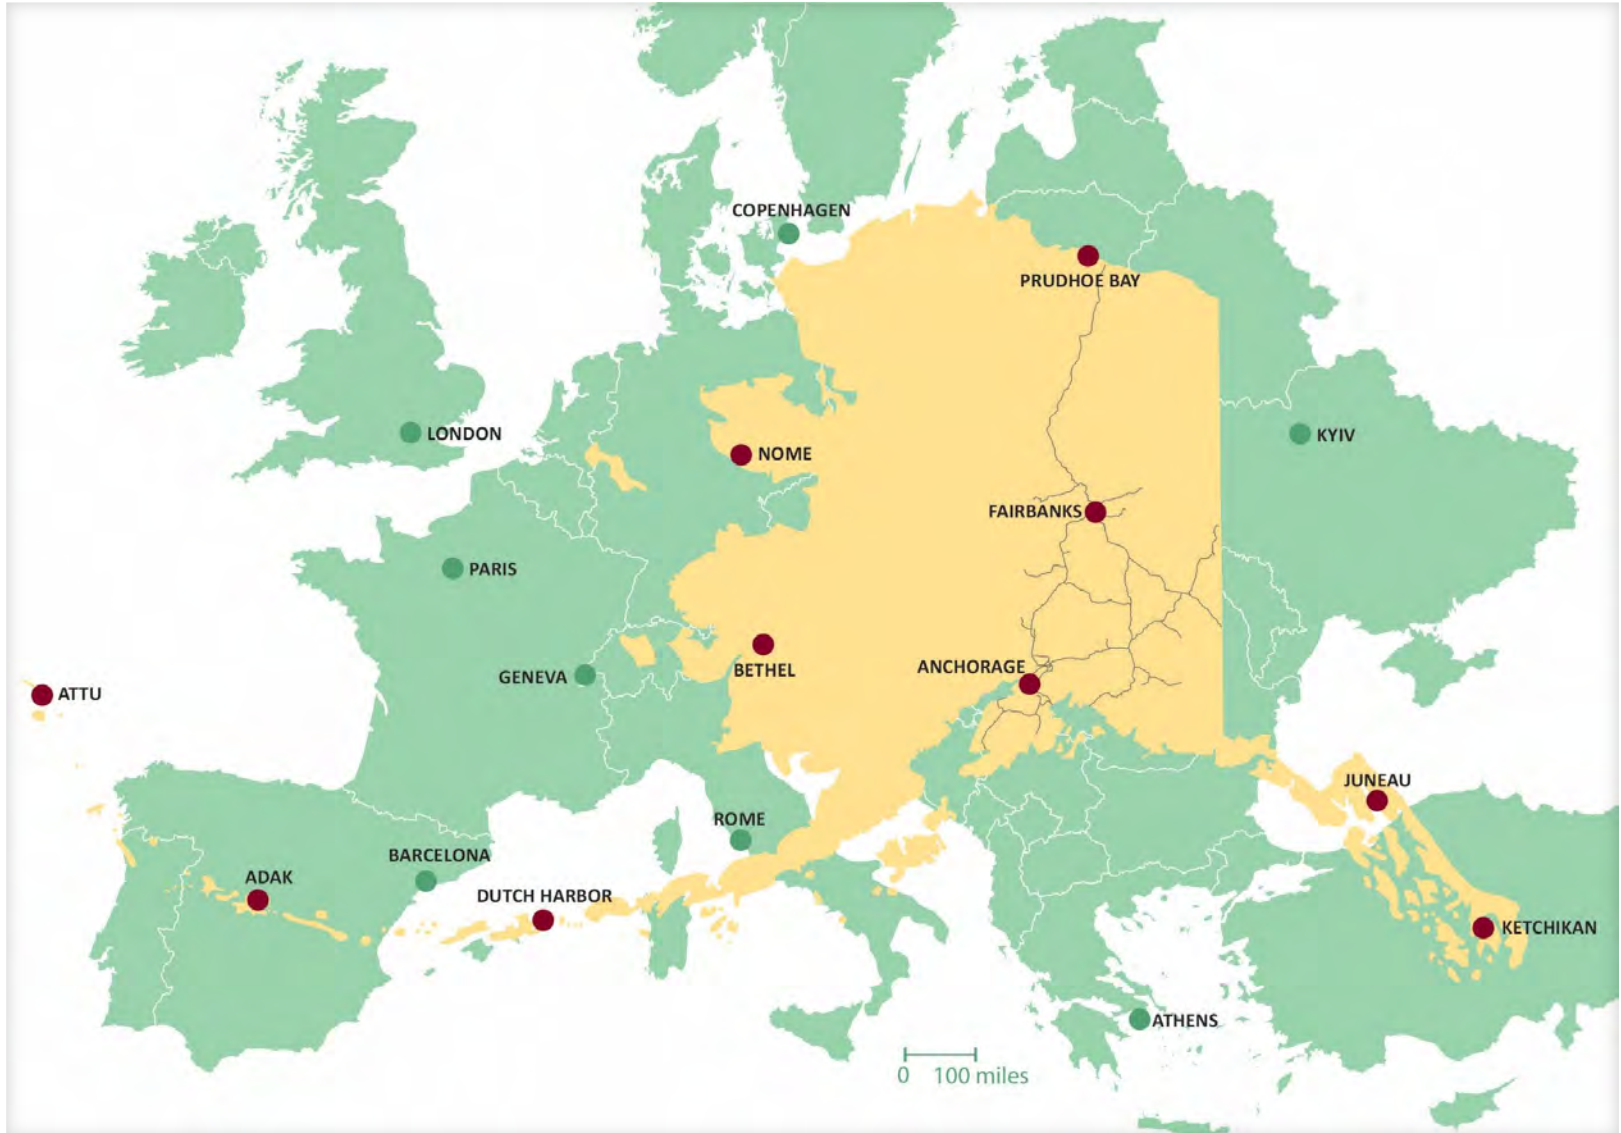 COPENHAGEN
PRUDHOE BAY
LONDON
NOME
KYIV
FAIRBANKS
PARIS
ANCHORAGE
BETHEL
GENEVA
ATTU
JUNEAU
ROME
BARCELONA
ADAK
DUTCH HARBOR
KETCHIKAN
ATHENS
0 100 miles